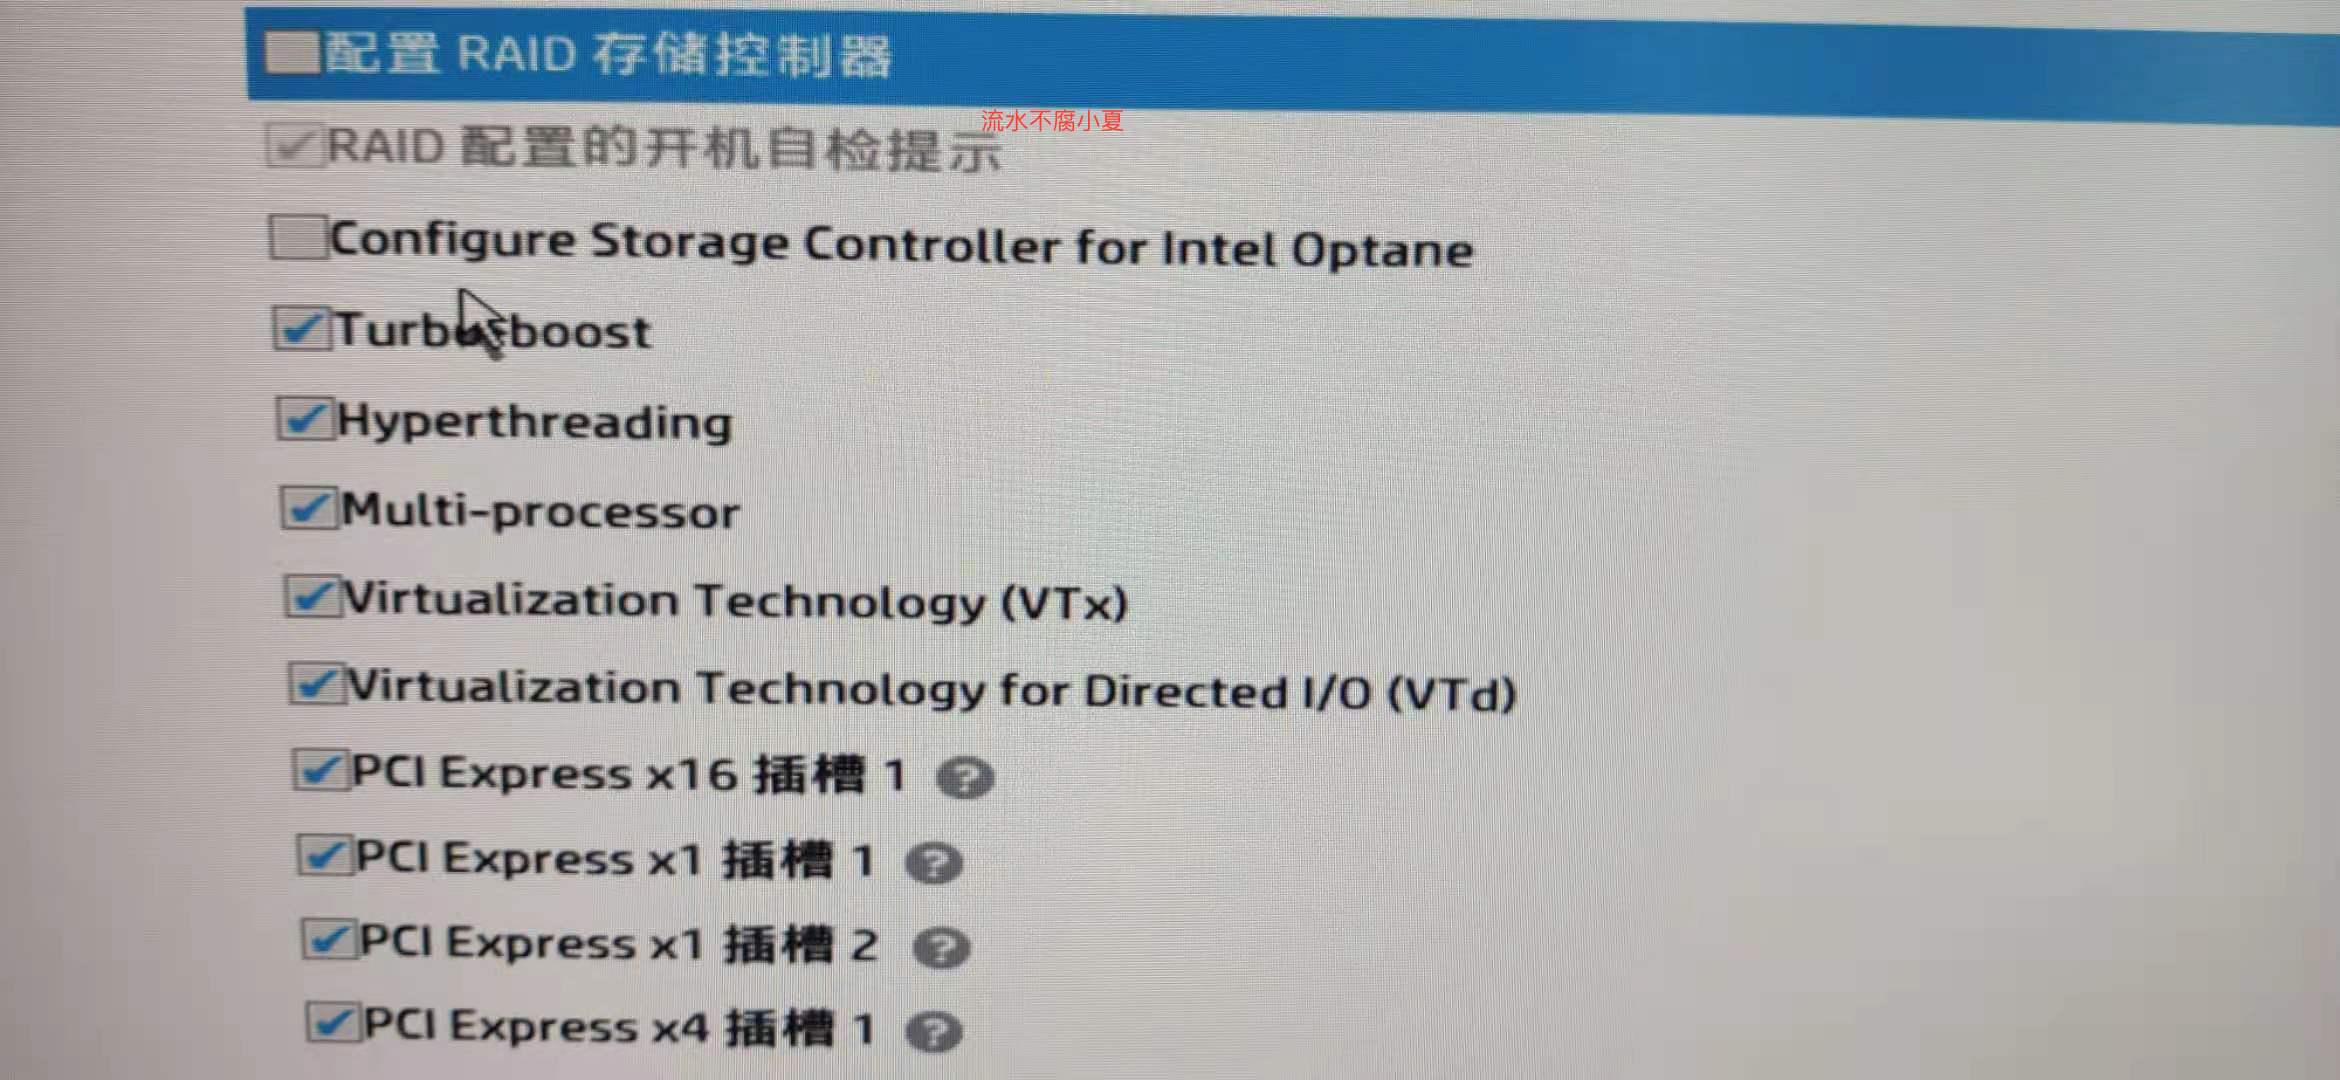 配置 RAID 存储控制器
流水不腐小夏
RAID 配置的开机自检提示
Configure Storage Controller for Intel Optane
Hyperthreading
Multi-processor
Virtualization Technology (VTx)
Virtualization Technology for Directed I/O (VTd)
PCI Express x16 插槽 1 ?
PCI Express x1 插槽 1 ?
PCI Express x1 插槽 2 ?
PCI Express x4 插槽 1 ?